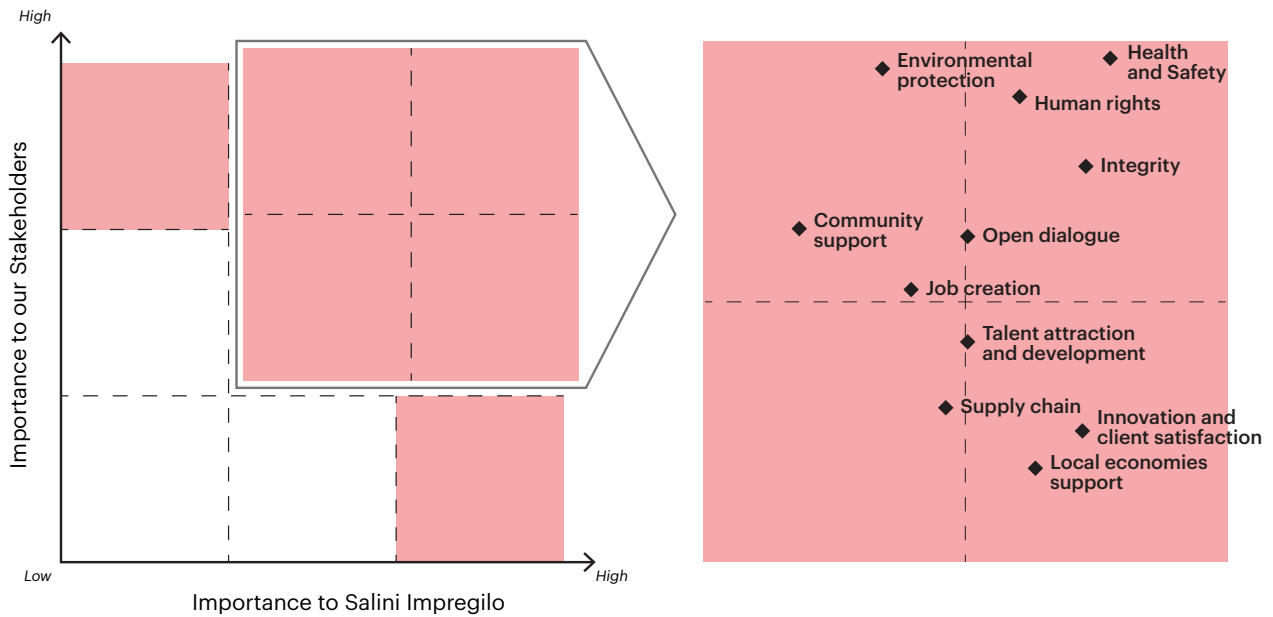 High
Importance to our Stakeholders
Low
High
Importance to Salini Impregilo
Environmental
protection
Health
and Safety
Human rights
Integrity
Community
support
Open dialogue
Job creation
Talent attraction
and development
Supply chain
Innovation and
client satisfaction
Local economies
support